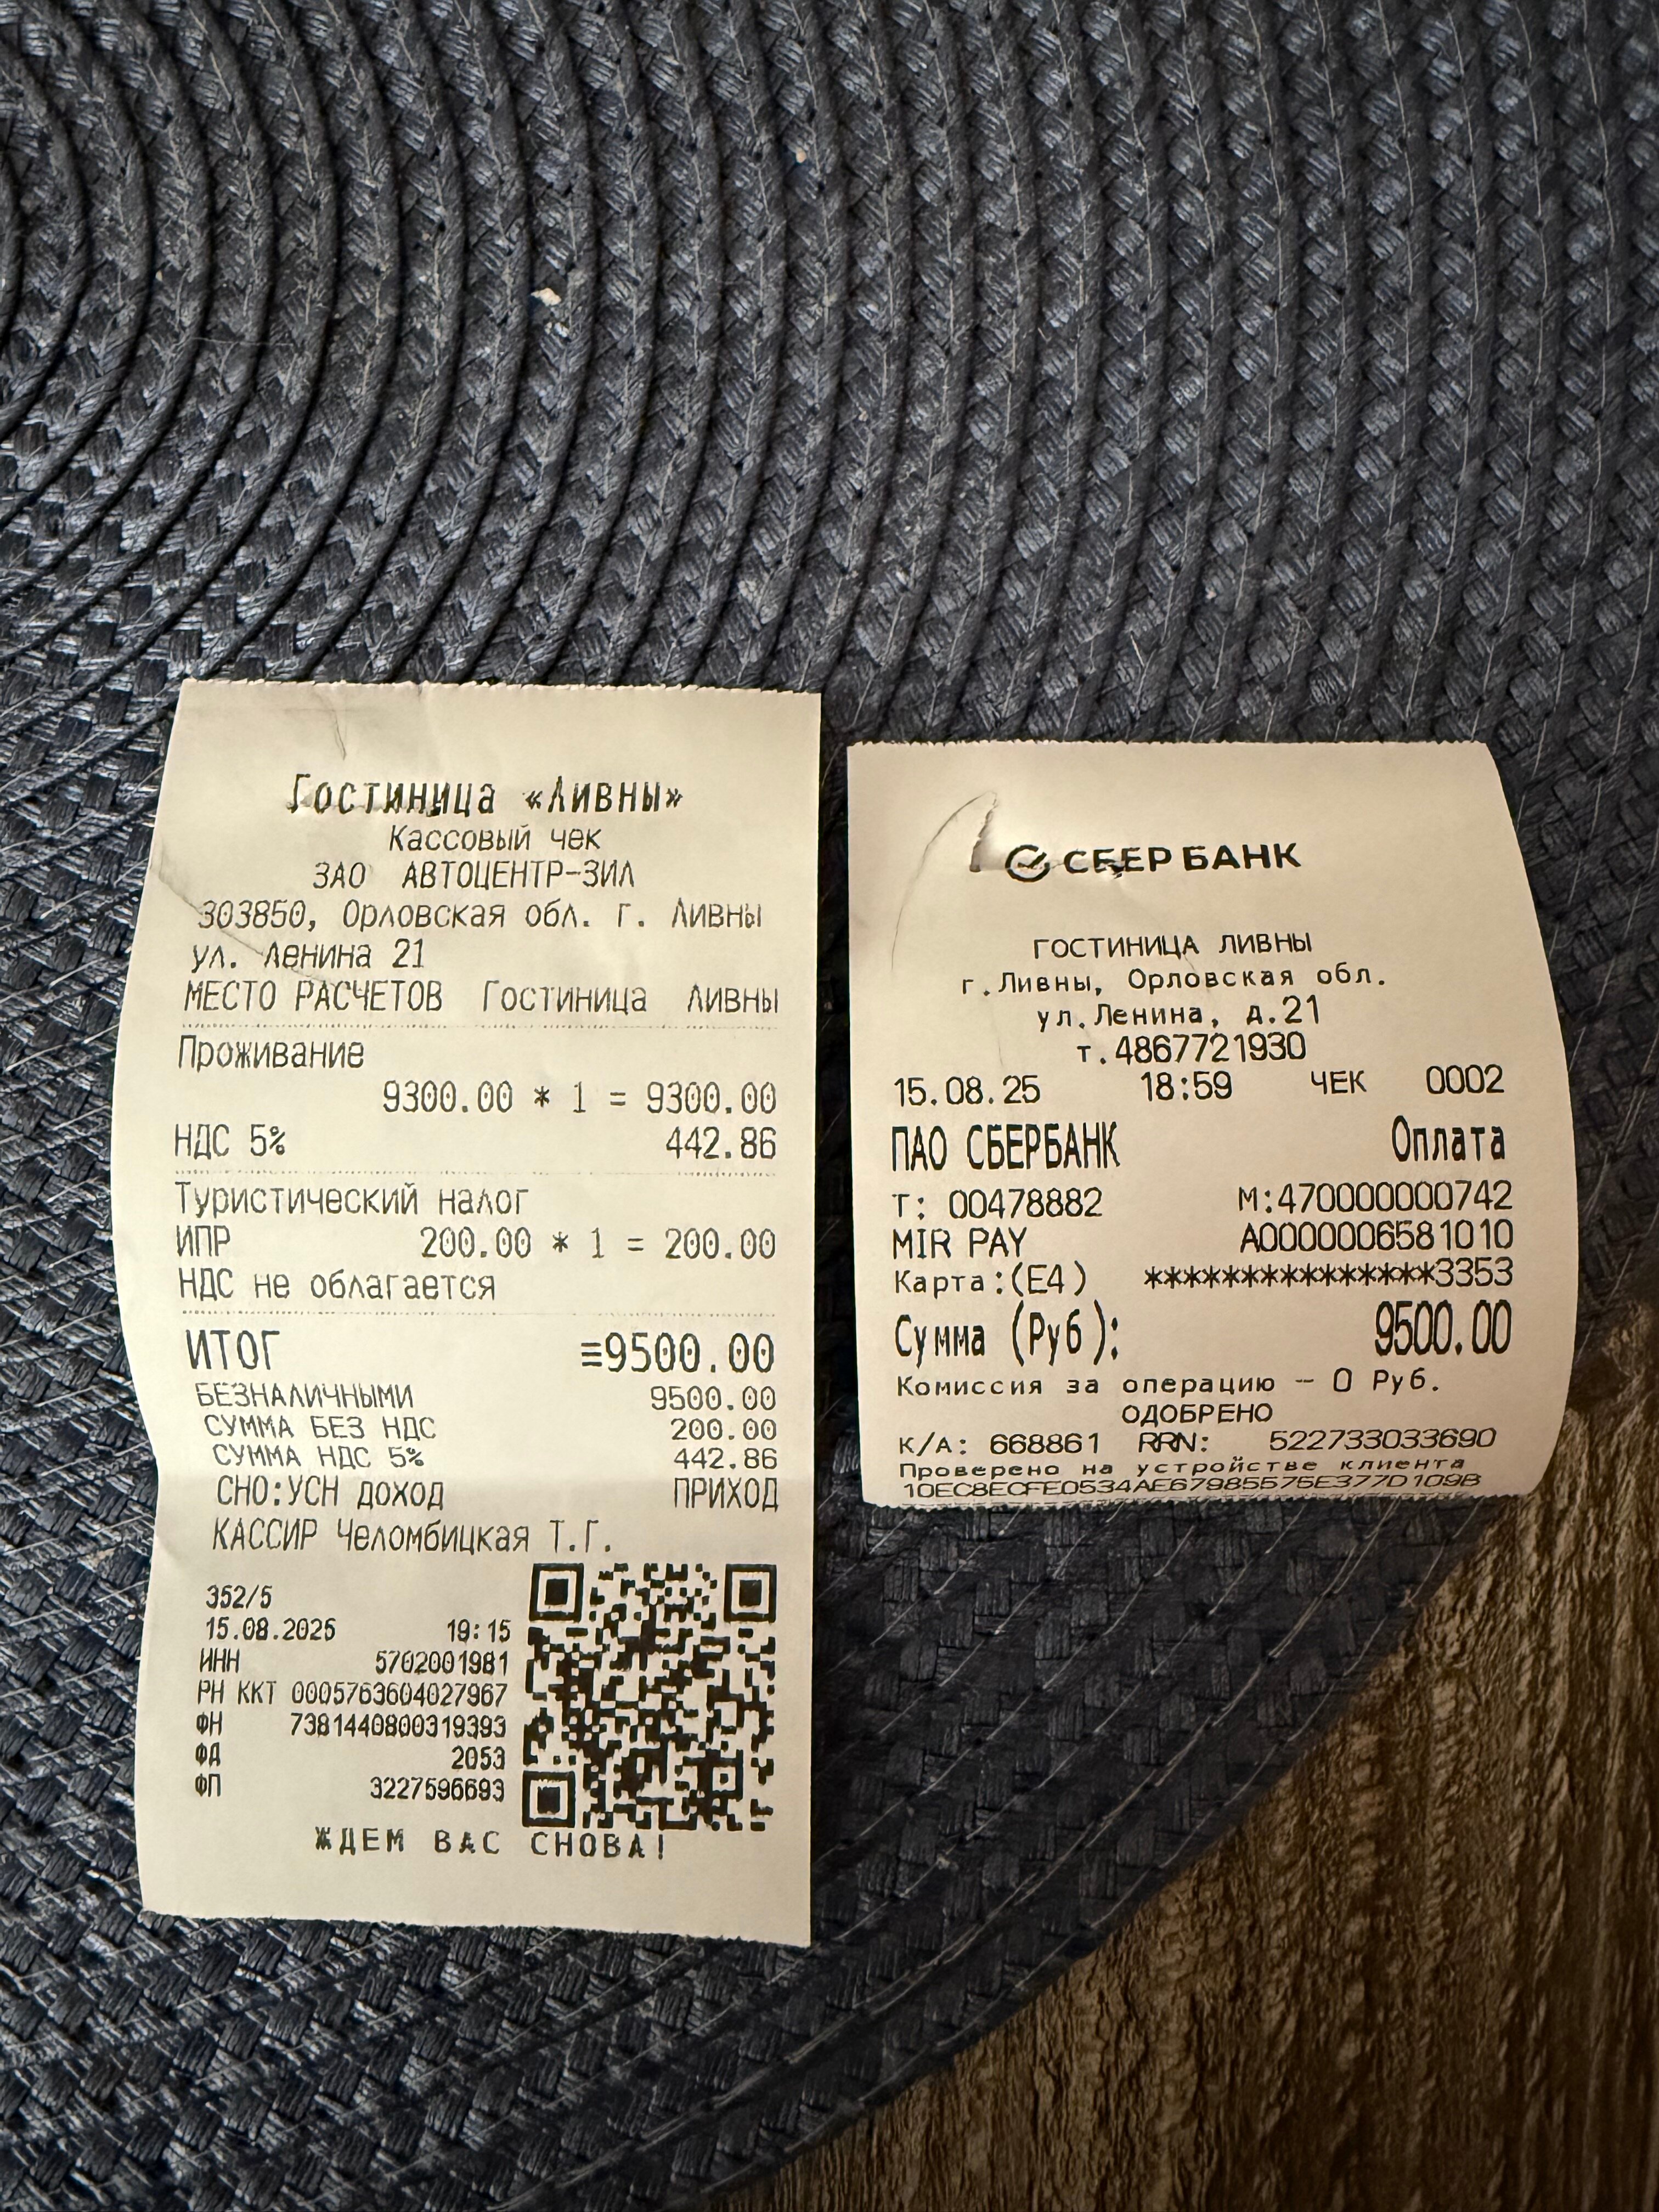 Гостиница «Ливны»
Кассовый чек
ЗАО АВТОЦЕНТР-ЗИЛ
303850, Орловская обл. г. Ливны
ул. Ленина 21
МЕСТО РАСЧЕТОВ Гостиница Ливны
Проживание
9300.00 * 1 = 9300.00
НДС 5% 442.86
Туристический налог
ИПР 200.00 * 1 = 200.00
НДС не облагается
ИТОГ ≡9500.00
БЕЗНАЛИЧНЫМИ 9500.00
СУММА БЕЗ НДС 200.00
СУММА НДС 5% 442.86
СНО:УСН доход ПРИХОД
КАССИР Челомбицкая Т.Г.
352/5
15.08.2025 19:15
ИНН 5702001981
РН ККТ 0005763604027967
ФН 7381440800319393
ФД 2053
ФП 3227596693
ЖДЕМ ВАС СНОВА!
СБЕР БАНК
ГОСТИНИЦА ЛИВНЫ
г.Ливны, Орловская обл.
ул.Ленина, д.21
т.4867721930
15.08.25 18:59 ЧЕК 0002
ПАО СБЕРБАНК Оплата
Т: 00478882 М:470000000742
MIR PAY A0000006581010
Карта:(E4) ***************3353
Сумма (Руб): 9500.00
Комиссия за операцию – 0 Руб.
ОДОБРЕНО
К/А: 668861 RRN: 522733033690
Проверено на устройстве клиента
10EC8ECFE0534AE67985575E377D109B